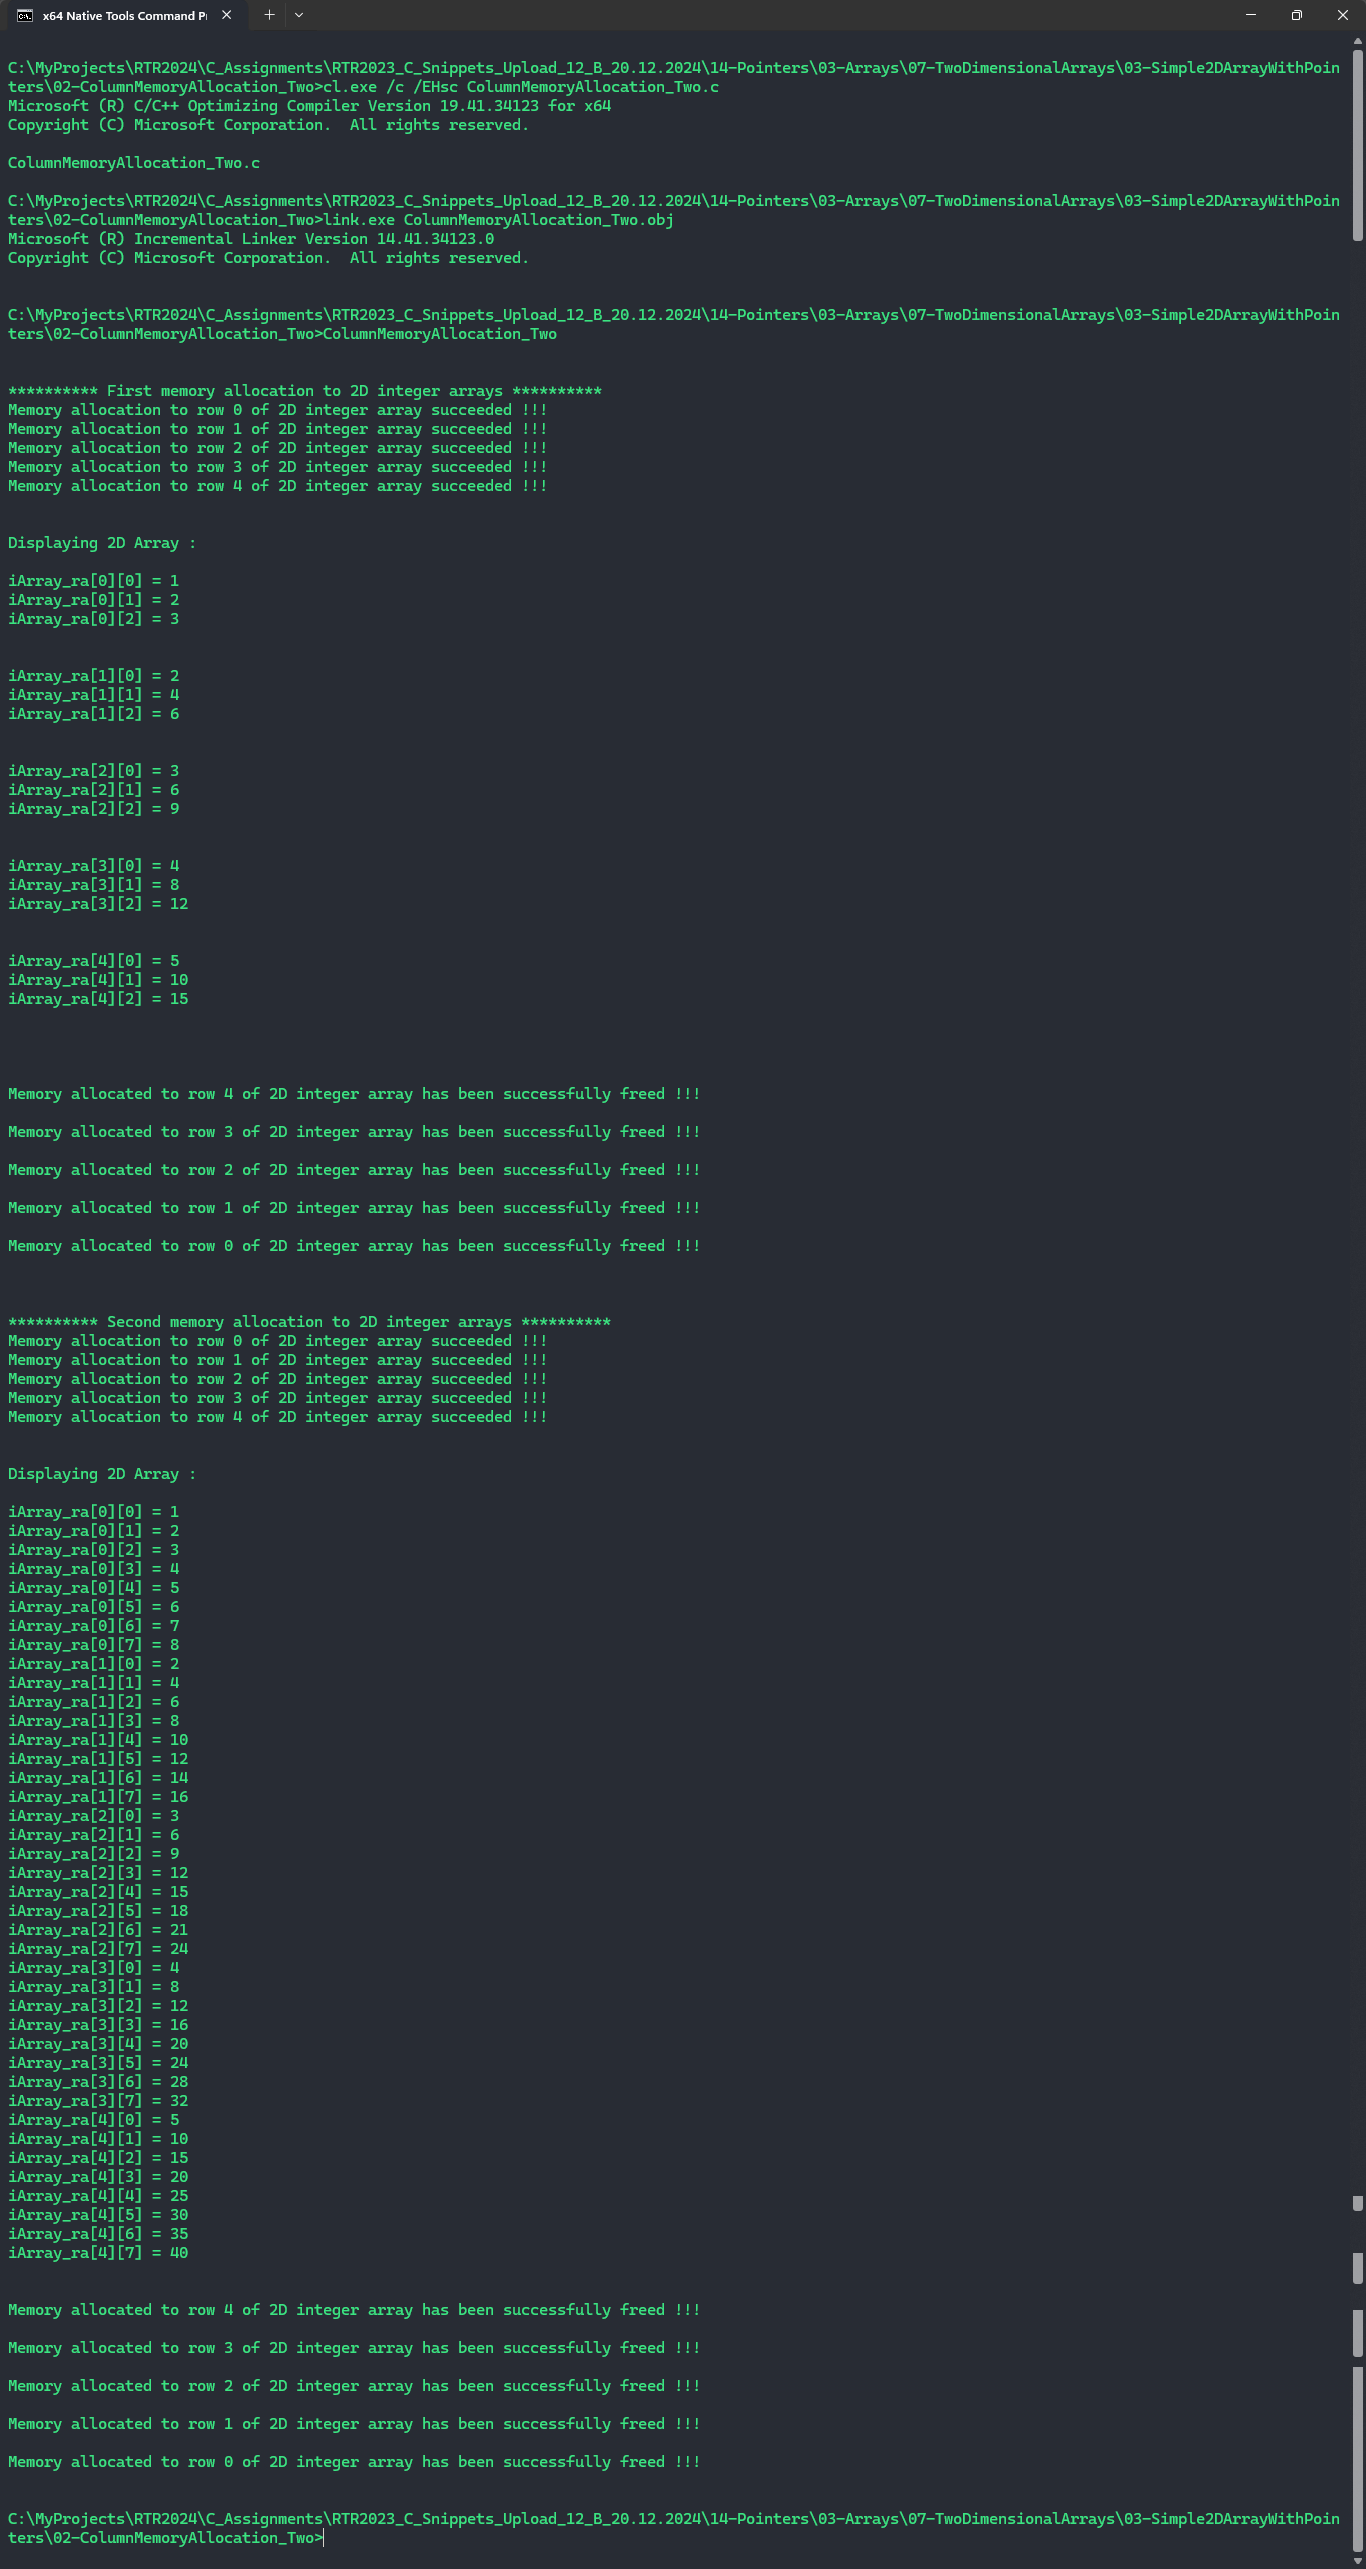 x64 Native Tools Command Pr
C:\MyProjects\RTR2024\C_Assignments\RTR2023_C_Snippets_Upload_12_B_20.12.2024\14-Pointers\03-Arrays\07-TwoDimensionalArrays\03-Simple2DArrayWithPoin
ters\02-ColumnMemoryAllocation_Two>cl.exe /c /EHsc ColumnMemoryAllocation_Two.c
Microsoft (R) C/C++ Optimizing Compiler Version 19.41.34123 for x64
Copyright (C) Microsoft Corporation.  All rights reserved.
ColumnMemoryAllocation_Two.c
C:\MyProjects\RTR2024\C_Assignments\RTR2023_C_Snippets_Upload_12_B_20.12.2024\14-Pointers\03-Arrays\07-TwoDimensionalArrays\03-Simple2DArrayWithPoin
ters\02-ColumnMemoryAllocation_Two>link.exe ColumnMemoryAllocation_Two.obj
Microsoft (R) Incremental Linker Version 14.41.34123.0
Copyright (C) Microsoft Corporation.  All rights reserved.
C:\MyProjects\RTR2024\C_Assignments\RTR2023_C_Snippets_Upload_12_B_20.12.2024\14-Pointers\03-Arrays\07-TwoDimensionalArrays\03-Simple2DArrayWithPoin
ters\02-ColumnMemoryAllocation_Two>ColumnMemoryAllocation_Two
********** First memory allocation to 2D integer arrays **********
Memory allocation to row 0 of 2D integer array succeeded !!!
Memory allocation to row 1 of 2D integer array succeeded !!!
Memory allocation to row 2 of 2D integer array succeeded !!!
Memory allocation to row 3 of 2D integer array succeeded !!!
Memory allocation to row 4 of 2D integer array succeeded !!!
Displaying 2D Array :
iArray_ra[0][0] = 1
iArray_ra[0][1] = 2
iArray_ra[0][2] = 3
iArray_ra[1][0] = 2
iArray_ra[1][1] = 4
iArray_ra[1][2] = 6
iArray_ra[2][0] = 3
iArray_ra[2][1] = 6
iArray_ra[2][2] = 9
iArray_ra[3][0] = 4
iArray_ra[3][1] = 8
iArray_ra[3][2] = 12
iArray_ra[4][0] = 5
iArray_ra[4][1] = 10
iArray_ra[4][2] = 15
Memory allocated to row 4 of 2D integer array has been successfully freed !!!
Memory allocated to row 3 of 2D integer array has been successfully freed !!!
Memory allocated to row 2 of 2D integer array has been successfully freed !!!
Memory allocated to row 1 of 2D integer array has been successfully freed !!!
Memory allocated to row 0 of 2D integer array has been successfully freed !!!
********** Second memory allocation to 2D integer arrays **********
Memory allocation to row 0 of 2D integer array succeeded !!!
Memory allocation to row 1 of 2D integer array succeeded !!!
Memory allocation to row 2 of 2D integer array succeeded !!!
Memory allocation to row 3 of 2D integer array succeeded !!!
Memory allocation to row 4 of 2D integer array succeeded !!!
Displaying 2D Array :
iArray_ra[0][0] = 1
iArray_ra[0][1] = 2
iArray_ra[0][2] = 3
iArray_ra[0][3] = 4
iArray_ra[0][4] = 5
iArray_ra[0][5] = 6
iArray_ra[0][6] = 7
iArray_ra[0][7] = 8
iArray_ra[1][0] = 2
iArray_ra[1][1] = 4
iArray_ra[1][2] = 6
iArray_ra[1][3] = 8
iArray_ra[1][4] = 10
iArray_ra[1][5] = 12
iArray_ra[1][6] = 14
iArray_ra[1][7] = 16
iArray_ra[2][0] = 3
iArray_ra[2][1] = 6
iArray_ra[2][2] = 9
iArray_ra[2][3] = 12
iArray_ra[2][4] = 15
iArray_ra[2][5] = 18
iArray_ra[2][6] = 21
iArray_ra[2][7] = 24
iArray_ra[3][0] = 4
iArray_ra[3][1] = 8
iArray_ra[3][2] = 12
iArray_ra[3][3] = 16
iArray_ra[3][4] = 20
iArray_ra[3][5] = 24
iArray_ra[3][6] = 28
iArray_ra[3][7] = 32
iArray_ra[4][0] = 5
iArray_ra[4][1] = 10
iArray_ra[4][2] = 15
iArray_ra[4][3] = 20
iArray_ra[4][4] = 25
iArray_ra[4][5] = 30
iArray_ra[4][6] = 35
iArray_ra[4][7] = 40
Memory allocated to row 4 of 2D integer array has been successfully freed !!!
Memory allocated to row 3 of 2D integer array has been successfully freed !!!
Memory allocated to row 2 of 2D integer array has been successfully freed !!!
Memory allocated to row 1 of 2D integer array has been successfully freed !!!
Memory allocated to row 0 of 2D integer array has been successfully freed !!!
C:\MyProjects\RTR2024\C_Assignments\RTR2023_C_Snippets_Upload_12_B_20.12.2024\14-Pointers\03-Arrays\07-TwoDimensionalArrays\03-Simple2DArrayWithPoin
ters\02-ColumnMemoryAllocation_Two>